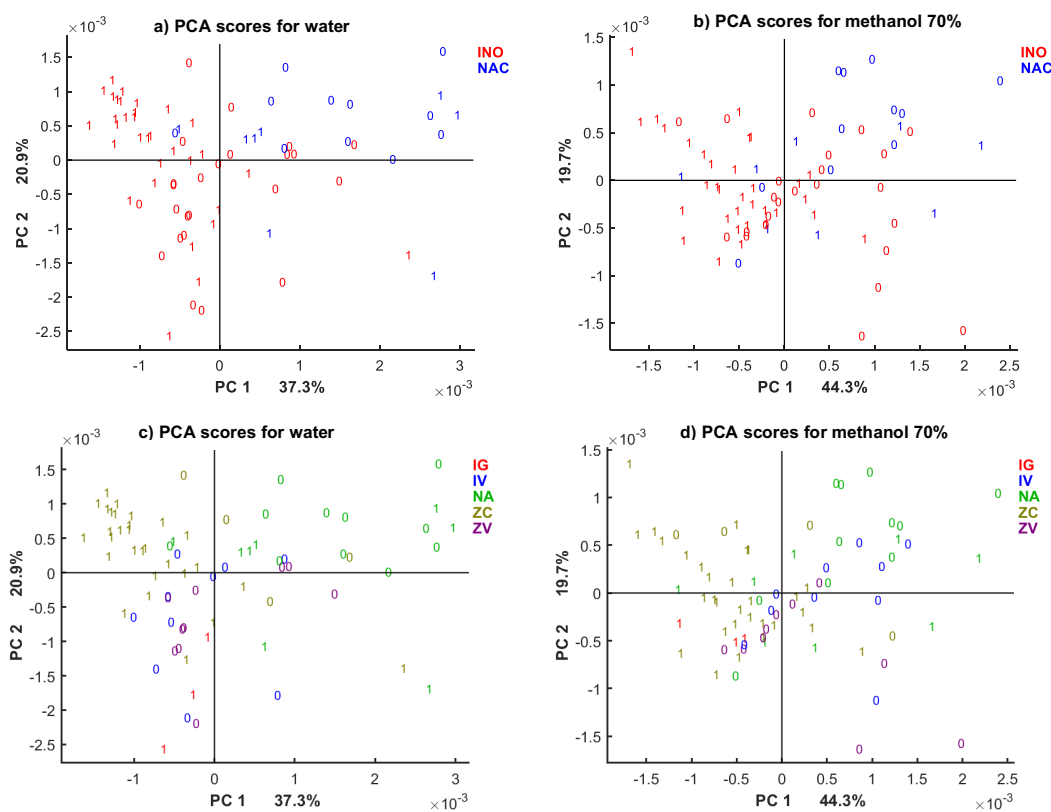 ×10⁻³
a) PCA scores for water
INO
NAC
1.5
1
0.5
0
-0.5
-1
-1.5
-2
-2.5
PC 2 20.9%
-1 0 1 2 3
PC 1 37.3%
×10⁻³
×10⁻³
b) PCA scores for methanol 70%
INO
NAC
1.5
1
0.5
0
-0.5
-1
-1.5
PC 2 19.7%
-1.5 -1 -0.5 0 0.5 1 1.5 2 2.5
PC 1 44.3%
×10⁻³
×10⁻³
c) PCA scores for water
IG
IV
NA
ZC
ZV
1.5
1
0.5
0
-0.5
-1
-1.5
-2
-2.5
PC 2 20.9%
-1 0 1 2 3
PC 1 37.3%
×10⁻³
×10⁻³
d) PCA scores for methanol 70%
IG
IV
NA
ZC
ZV
1.5
1
0.5
0
-0.5
-1
-1.5
PC 2 19.7%
-1.5 -1 -0.5 0 0.5 1 1.5 2 2.5
PC 1 44.3%
×10⁻³